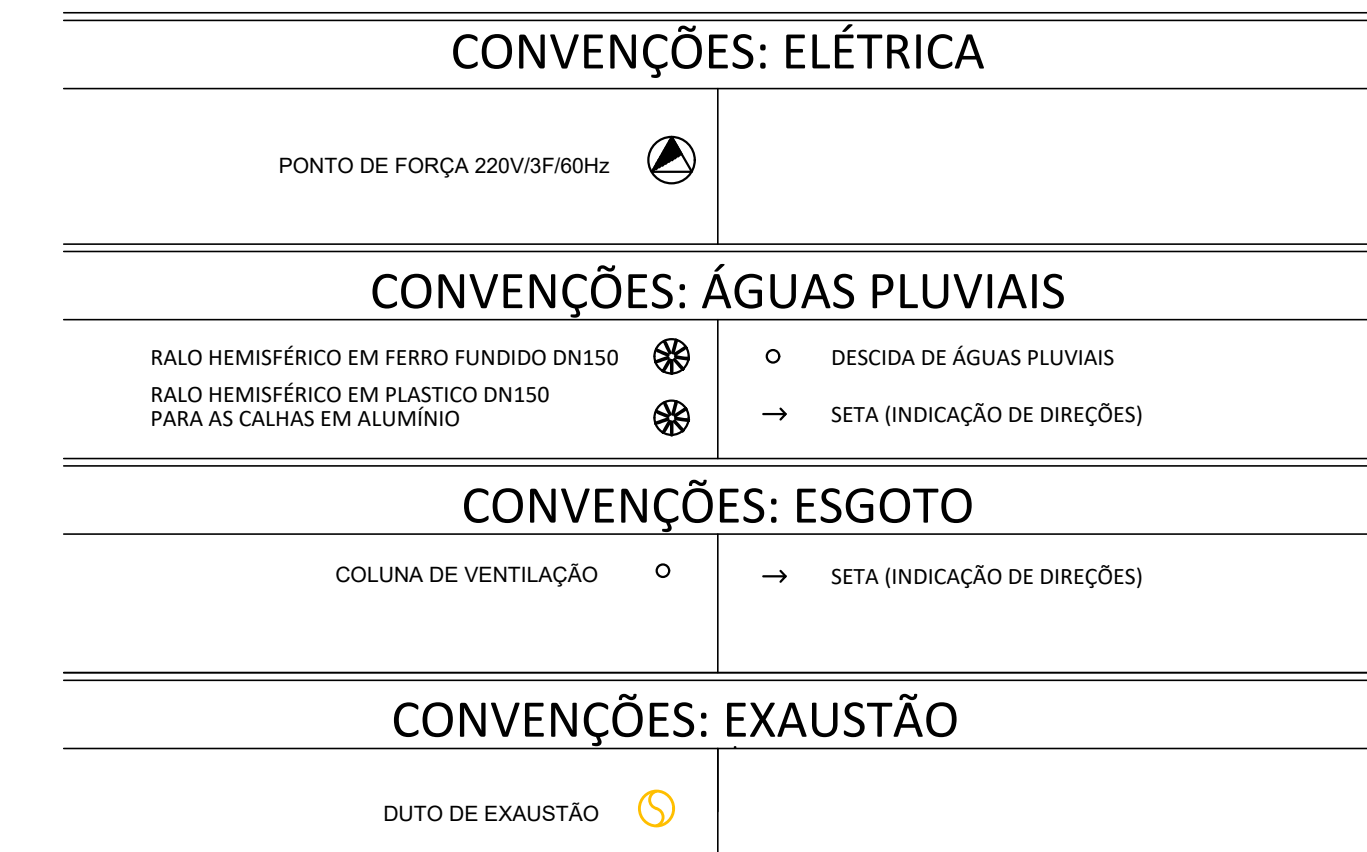 CONVENÇÕES: ELÉTRICA
PONTO DE FORÇA 220V/3F/60Hz
CONVENÇÕES: ÁGUAS PLUVIAIS
RALO HEMISFÉRICO EM FERRO FUNDIDO DN150
RALO HEMISFÉRICO EM PLASTICO DN150
PARA AS CALHAS EM ALUMÍNIO
DESCIDA DE ÁGUAS PLUVIAIS
SETA (INDICAÇÃO DE DIREÇÕES)
CONVENÇÕES: ESGOTO
COLUNA DE VENTILAÇÃO
SETA (INDICAÇÃO DE DIREÇÕES)
CONVENÇÕES: EXAUSTÃO
DUTO DE EXAUSTÃO